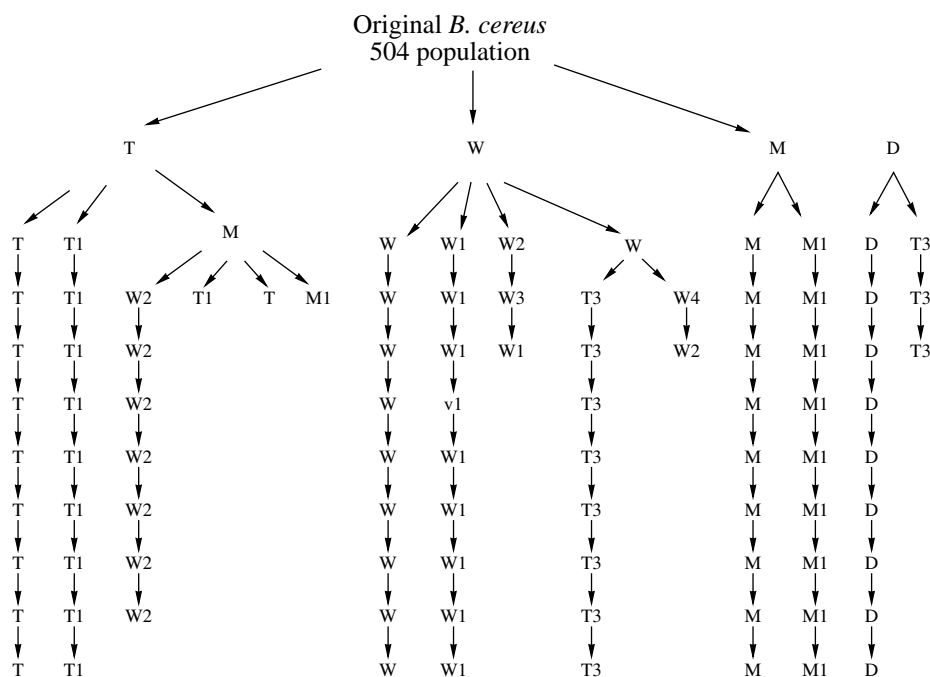 Original B. cereus
504 population
T W M D
M
T T1 W W1 W2 W M M1 D T3
T T1 W2 T1 T M1 W W1 W3 T3 W4 M M1 D T3
T T1 W2 W W1 W1 T3 W2 M M1 D T3
T T1 W2 W v1 T3 M M1 D
T T1 W2 W W1 T3 M M1 D
T T1 W2 W W1 T3 M M1 D
T T1 W2 W W1 T3 M M1 D
T T1 W2 W W1 T3 M M1 D
T T1 W W1 T3 M M1 D